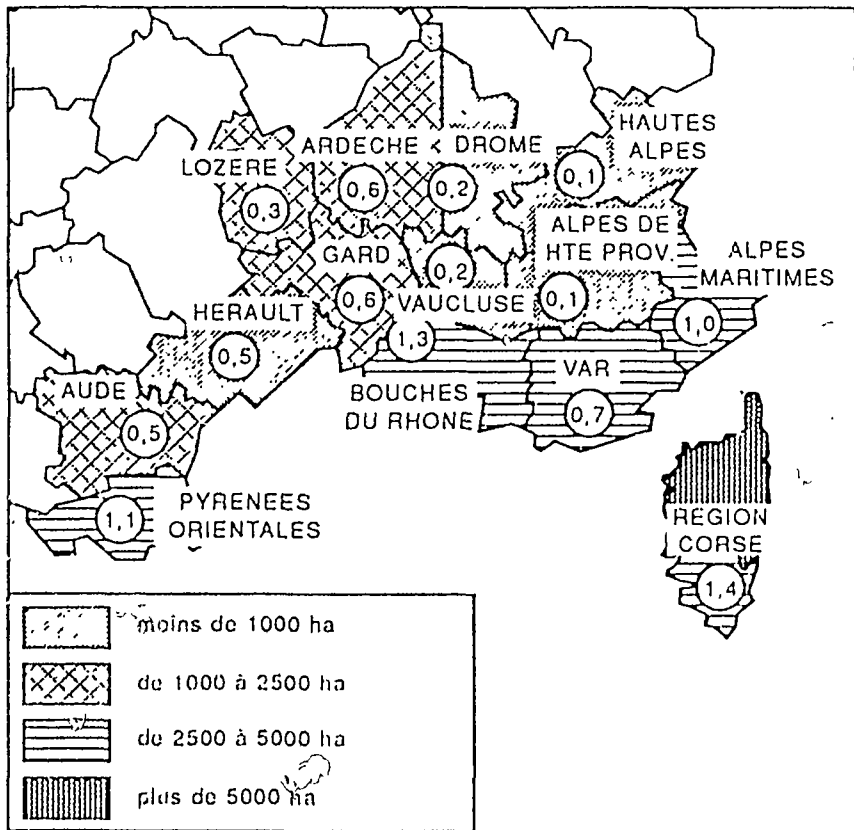 HAUTES
ALPES
ARDECHE < DROME
LOZERE
0,3
0,6
0,2
0,1
ALPES DE
HTE PROV.
GARD
0,2
ALPES
MARITIMES
0,6
VAUCLUSE
0,1
HERAULT
1,3
1,0
0,5
VAR
AUDE
BOUCHES
DU RHONE
0,7
0,5
PYRENEES
ORIENTALES
1,1
REGION
CORSE
1,4
moins de 1000 ha
de 1000 à 2500 ha
de 2500 à 5000 ha
plus de 5000 ha